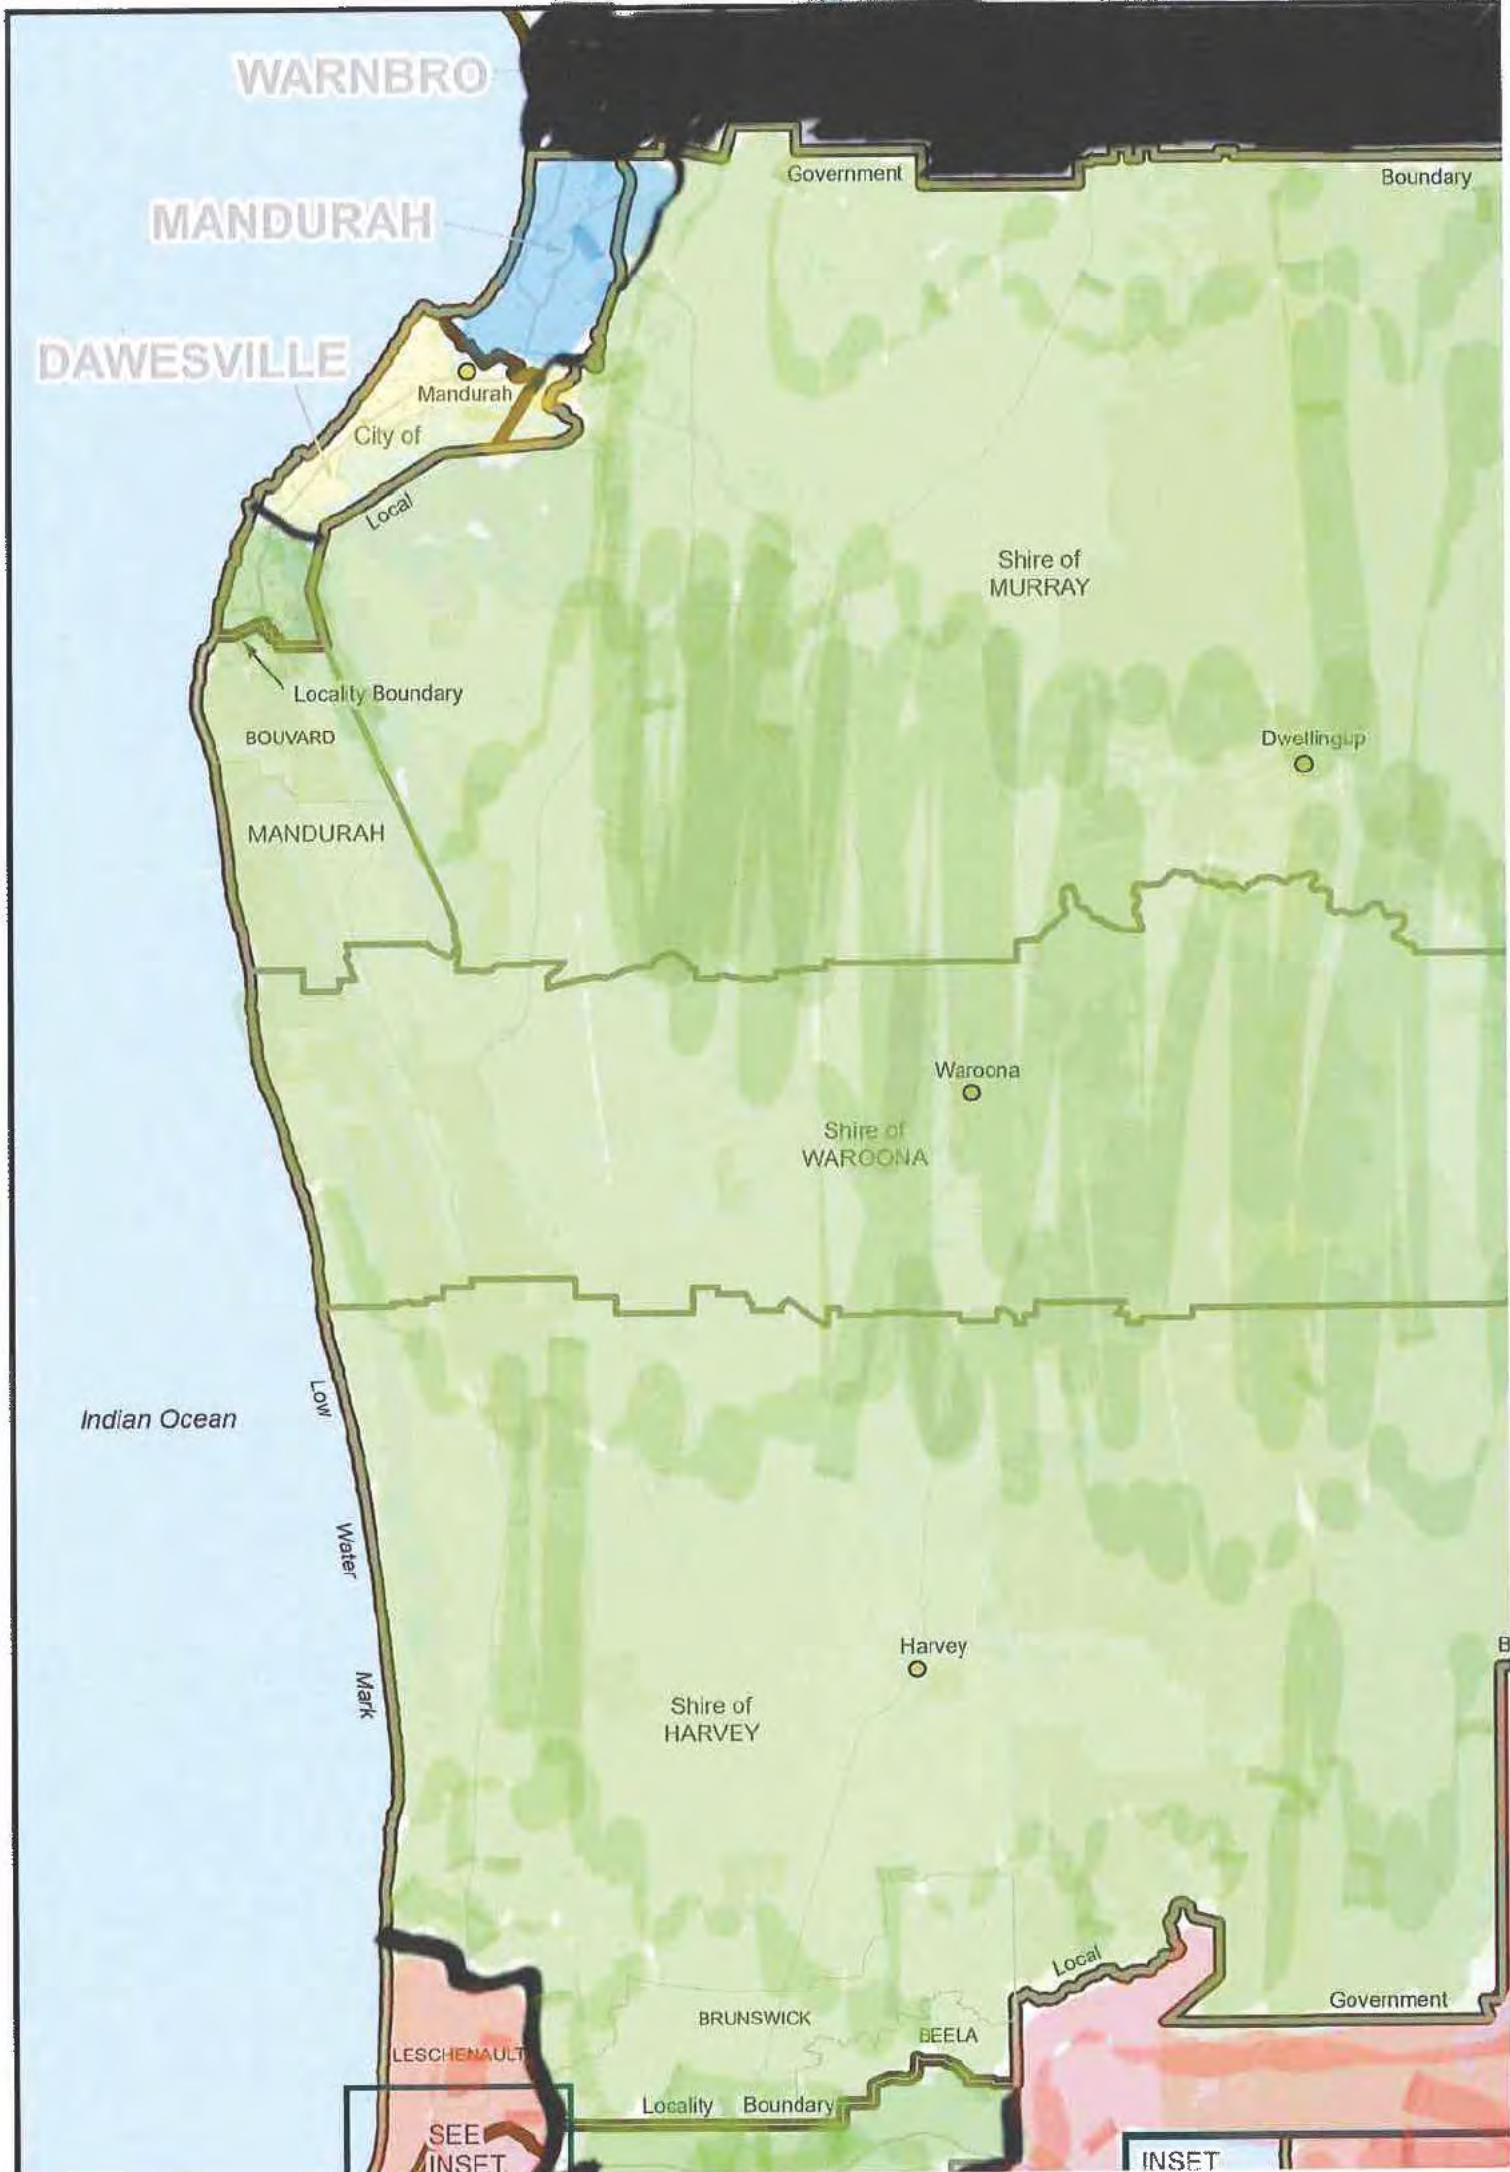 WARNBRO
Government
Boundary
MANDURAH
DAWESVILLE
Mandurah
City of
Local
Shire of
MURRAY
Locality Boundary
BOUVARD
Dwellingup
MANDURAH
Waroona
Shire of
WAROONA
Indian Ocean
Low
Water
Mark
Harvey
B
Shire of
HARVEY
Local
Government
BRUNSWICK
BEELA
LESCHENAULT
Locality Boundary
SEE
INSET
INSET